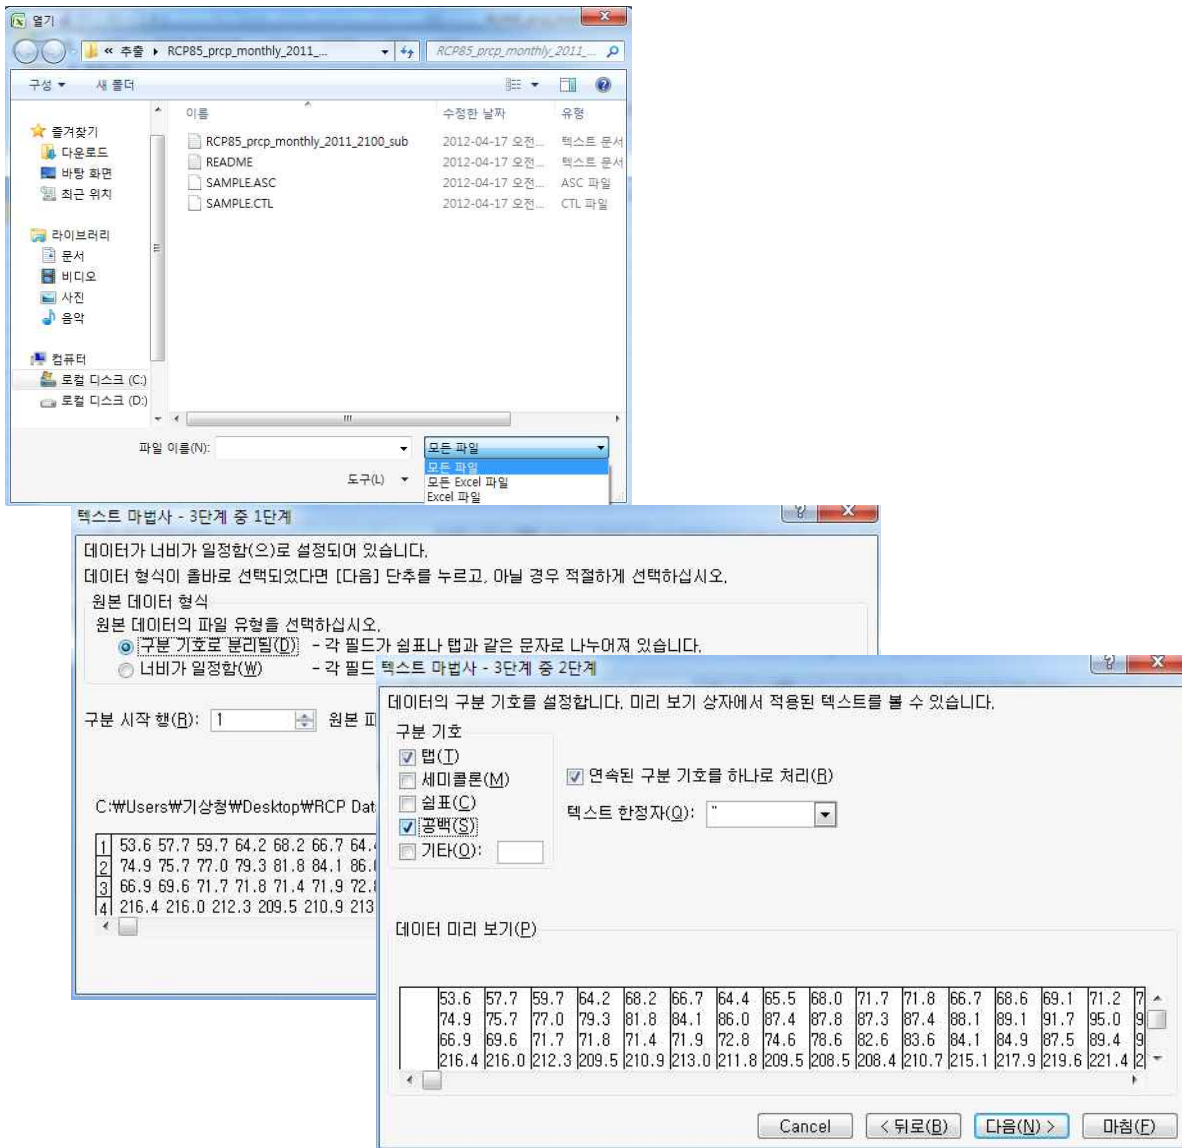 열기
« 추출 ▶ RCP85_prcp_monthly_2011_...
RCP85_prcp_monthly_2011_...
구성 새 폴더
이름 수정한 날짜 유형
즐겨찾기
다운로드
바탕 화면
최근 위치
라이브러리
문서
비디오
사진
음악
컴퓨터
로컬 디스크 (C:)
로컬 디스크 (D:)
RCP85_prcp_monthly_2011_2100_sub 2012-04-17 오전... 텍스트 문서
README 2012-04-17 오전... 텍스트 문서
SAMPLE.ASC 2012-04-17 오전... ASC 파일
SAMPLE.CTL 2012-04-17 오전... CTL 파일
파일 이름(N): 모든 파일
모든 파일
도구(L) 모든 Excel 파일
Excel 파일
텍스트 마법사 - 3단계 중 1단계
데이터가 너비가 일정함(으)로 설정되어 있습니다.
데이터 형식이 올바로 선택되었다면 [다음] 단추를 누르고, 아닐 경우 적절하게 선택하십시오.
원본 데이터 형식
원본 데이터의 파일 유형을 선택하십시오.
구분 기호로 분리됨(D) - 각 필드가 쉼표나 탭과 같은 문자로 나누어져 있습니다.
너비가 일정함(W) - 각 필드
구분 시작 행(R): 1 원본 파
C:₩Users₩기상청₩Desktop₩RCP Dat
1 53.6 57.7 59.7 64.2 68.2 66.7 64.
2 74.9 75.7 77.0 79.3 81.8 84.1 86.
3 66.9 69.6 71.7 71.8 71.4 71.9 72.
4 216.4 216.0 212.3 209.5 210.9 213
텍스트 마법사 - 3단계 중 2단계
데이터의 구분 기호를 설정합니다. 미리 보기 상자에서 적용된 텍스트를 볼 수 있습니다.
구분 기호
탭(T)
세미콜론(M)
쉼표(C)
공백(S)
기타(O):
연속된 구분 기호를 하나로 처리(R)
텍스트 한정자(Q): "
데이터 미리 보기(P)
53.6 57.7 59.7 64.2 68.2 66.7 64.4 65.5 68.0 71.7 71.8 66.7 68.6 69.1 71.2 7
74.9 75.7 77.0 79.3 81.8 84.1 86.0 87.4 87.8 87.3 87.4 88.1 89.1 91.7 95.0 9
66.9 69.6 71.7 71.8 71.4 71.9 72.8 74.6 78.6 82.6 83.6 84.1 84.9 87.5 89.4 9
216.4 216.0 212.3 209.5 210.9 213.0 211.8 209.5 208.5 208.4 210.7 215.1 217.9 219.6 221.4 2
Cancel < 뒤로(B) 다음(N) > 마침(F)